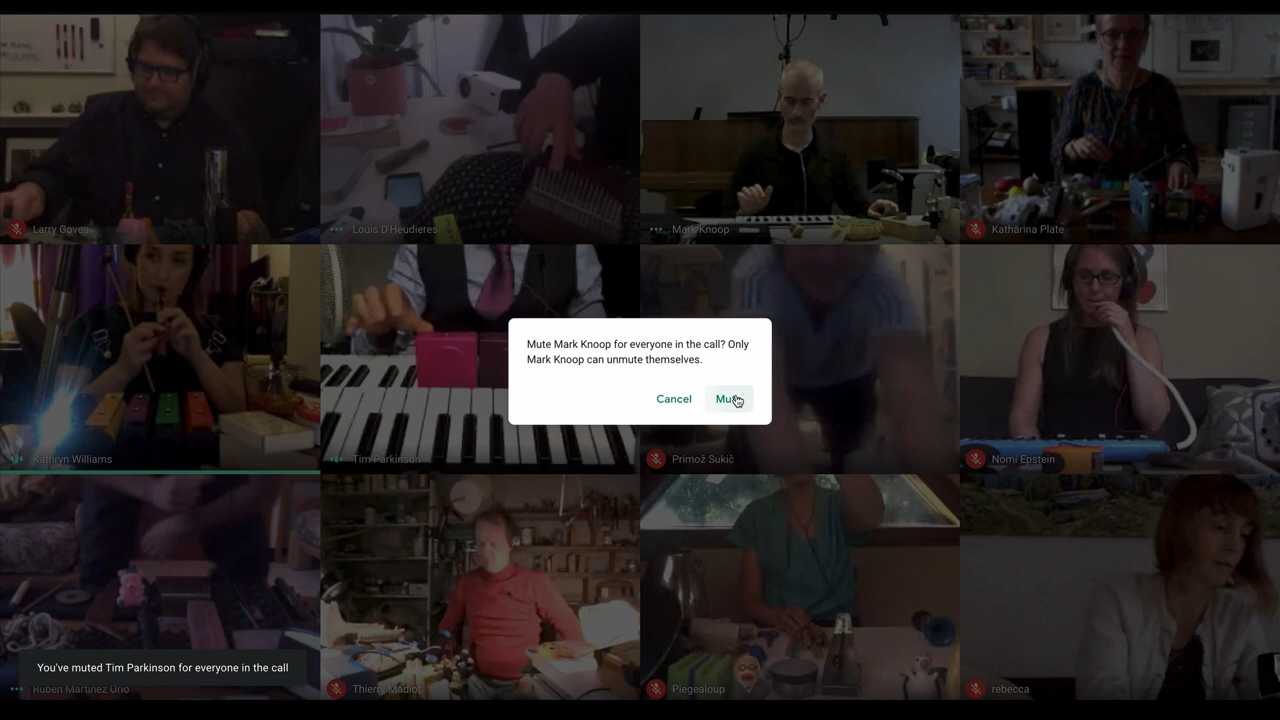 Larry Goves
Louis D'Heudieres
Mark Knoop
Katharina Plate
Mute Mark Knoop for everyone in the call? Only
Mark Knoop can unmute themselves.
Cancel
Kathryn Williams
Tim Parkinson
Primož Sukič
Nomi Epstein
You've muted Tim Parkinson for everyone in the call
Ruben Martinez Orio
Thierry Madiot
Piegealoup
rebecca